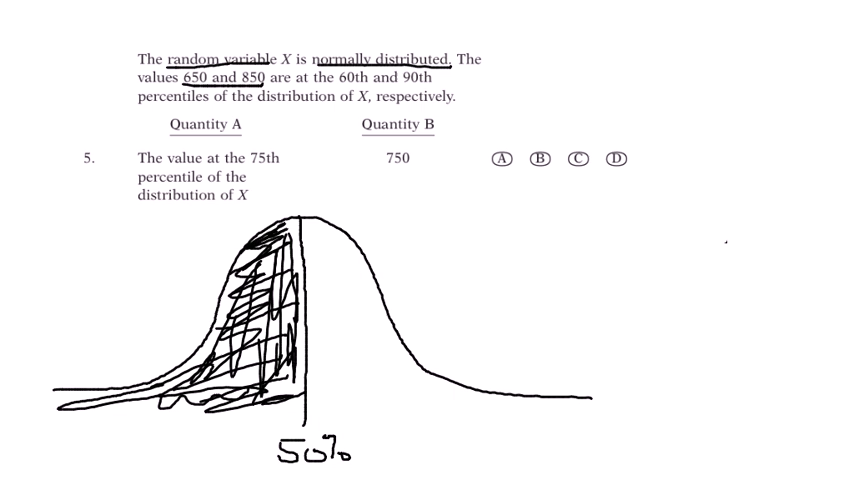 The random variable X is normally distributed. The
values 650 and 850 are at the 60th and 90th
percentiles of the distribution of X, respectively.
Quantity A Quantity B
5. The value at the 75th 750 A B C D
percentile of the
distribution of X
50%